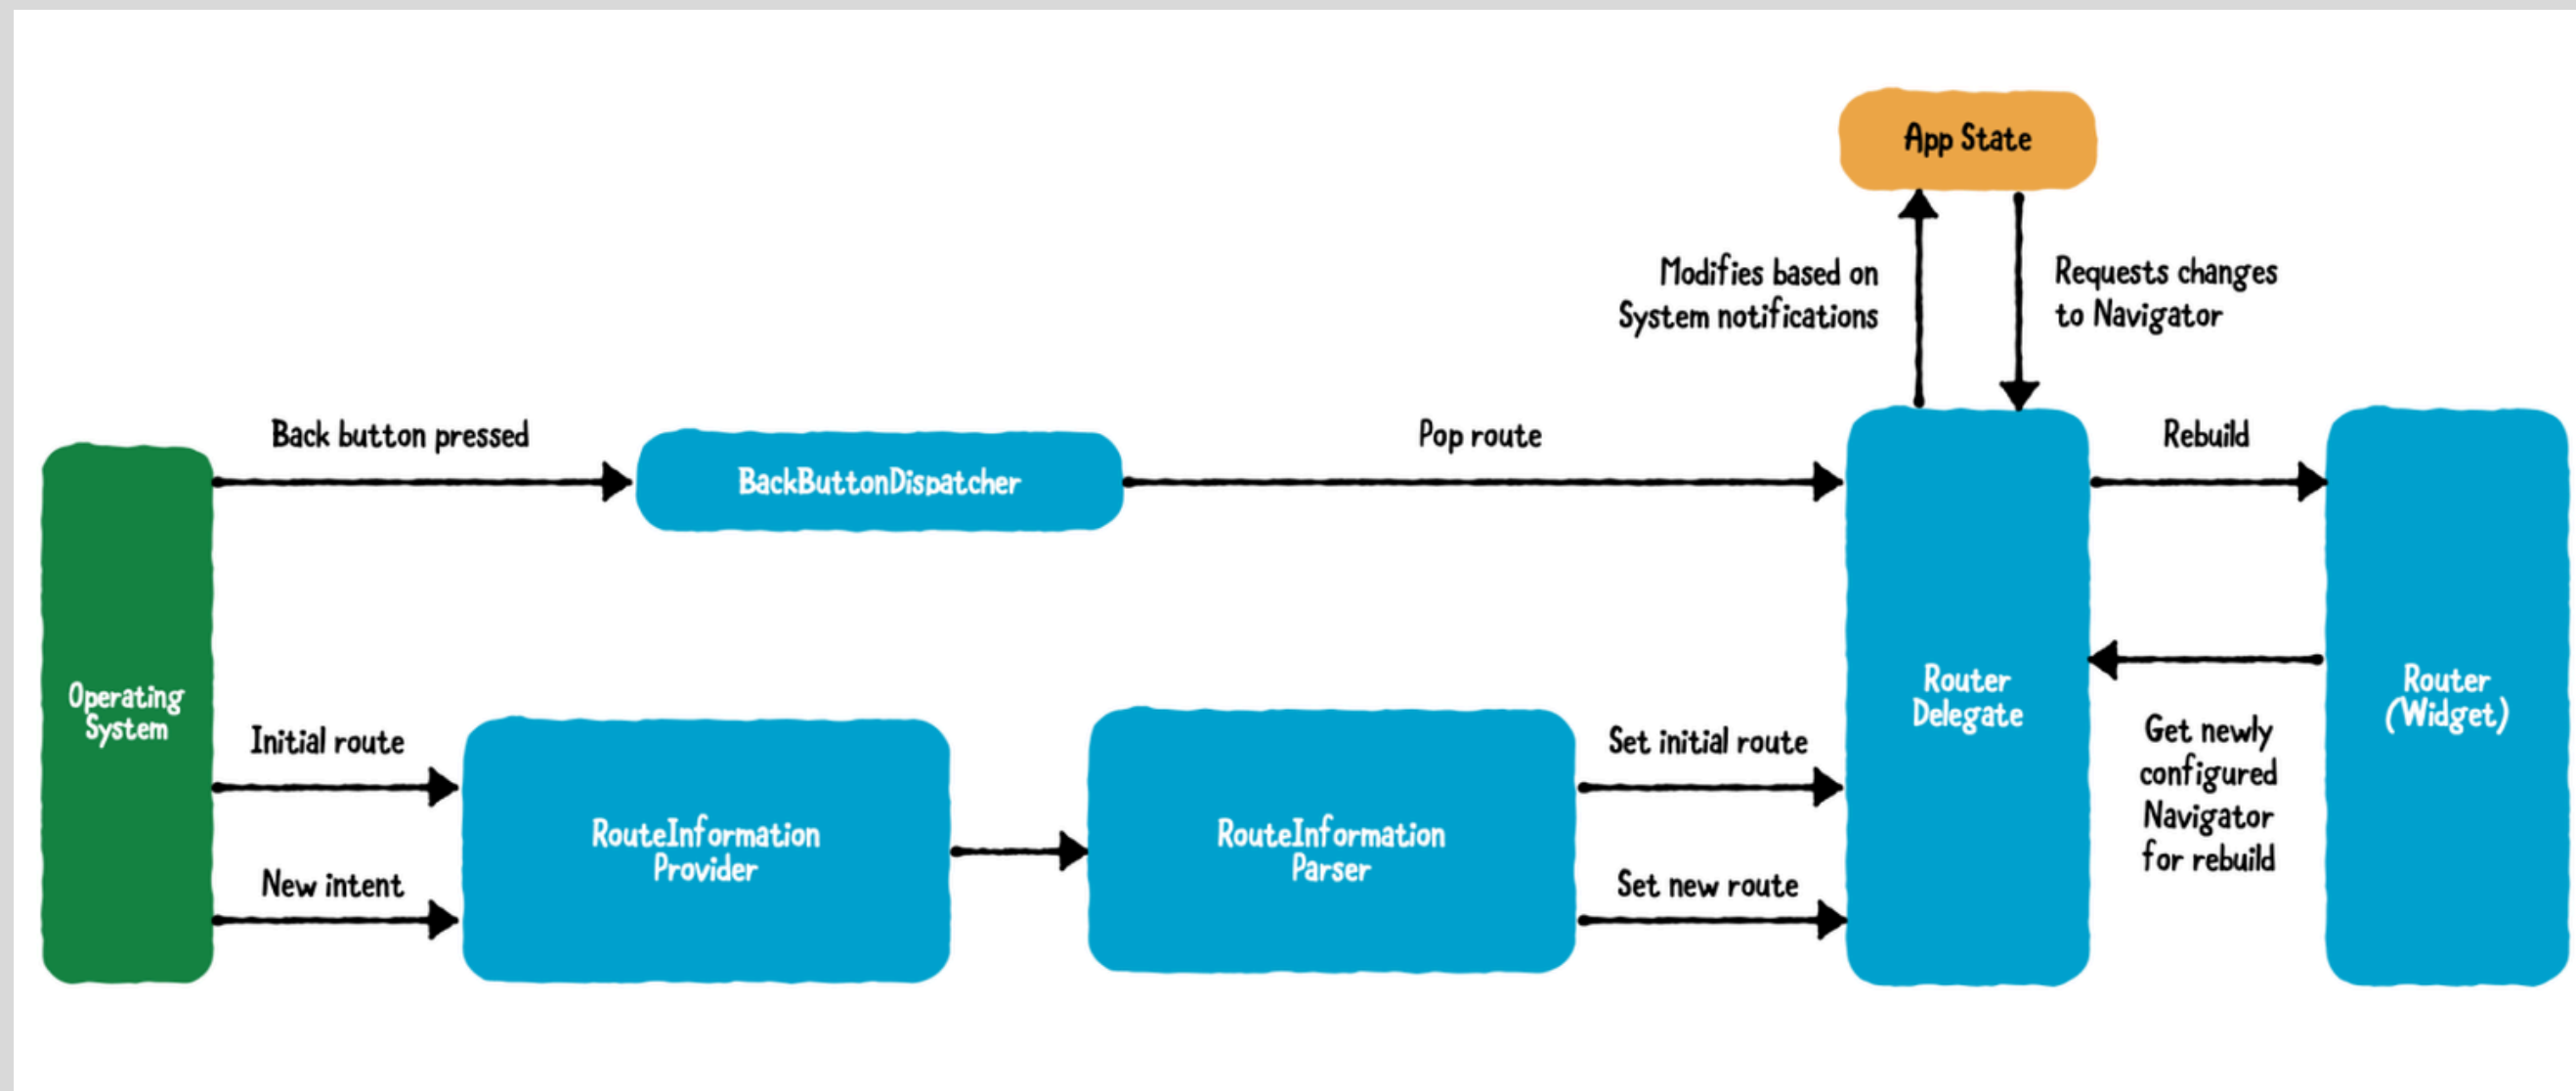 App State
Modifies based on
System notifications
Requests changes
to Navigator
Back button pressed
BackButtonDispatcher
Pop route
Rebuild
Operating
System
Initial route
New intent
RouteInformation
Provider
RouteInformation
Parser
Set initial route
Set new route
Router
Delegate
Get newly
configured
Navigator
for rebuild
Router
(Widget)